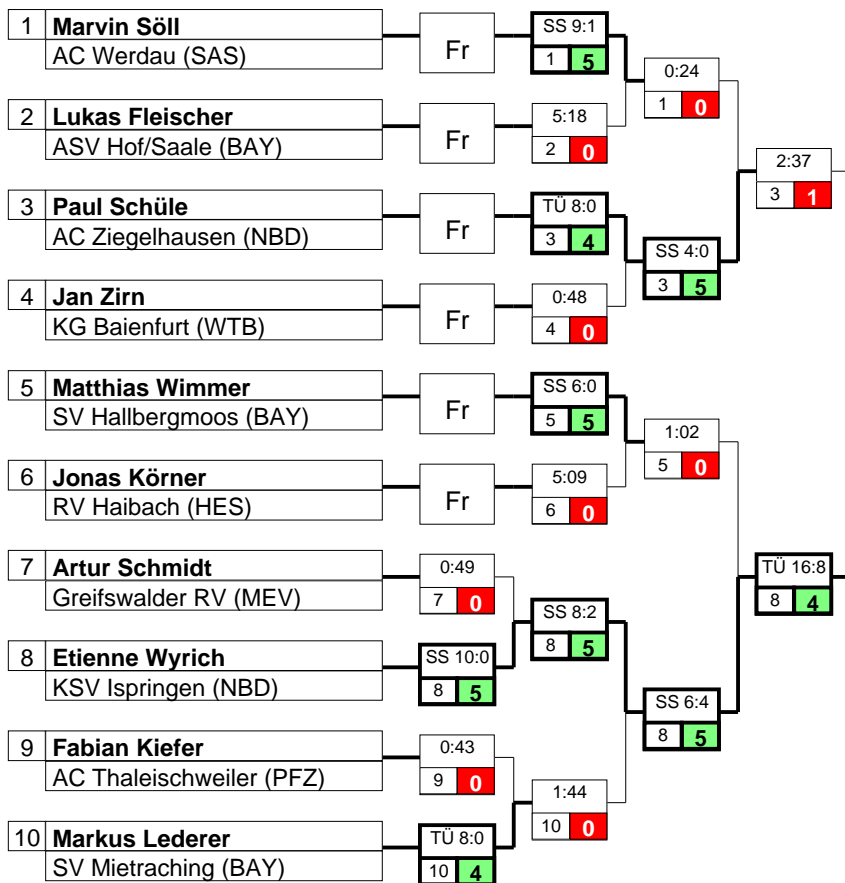 1 Marvin Söll
AC Werdau (SAS)
Fr
SS 9:1
1 5
0:24
1 0
2 Lukas Fleischer
ASV Hof/Saale (BAY)
Fr
5:18
2 0
2:37
3 1
3 Paul Schüle
AC Ziegelhausen (NBD)
Fr
TÜ 8:0
3 4
SS 4:0
3 5
4 Jan Zirn
KG Baienfurt (WTB)
Fr
0:48
4 0
5 Matthias Wimmer
SV Hallbergmoos (BAY)
Fr
SS 6:0
5 5
1:02
5 0
6 Jonas Körner
RV Haibach (HES)
Fr
5:09
6 0
7 Artur Schmidt
Greifswalder RV (MEV)
0:49
7 0
SS 8:2
8 5
TÜ 16:8
8 4
8 Etienne Wyrich
KSV Ispringen (NBD)
SS 10:0
8 5
SS 6:4
8 5
9 Fabian Kiefer
AC Thaleischweiler (PFZ)
0:43
9 0
1:44
10 0
10 Markus Lederer
SV Mietraching (BAY)
TÜ 8:0
10 4